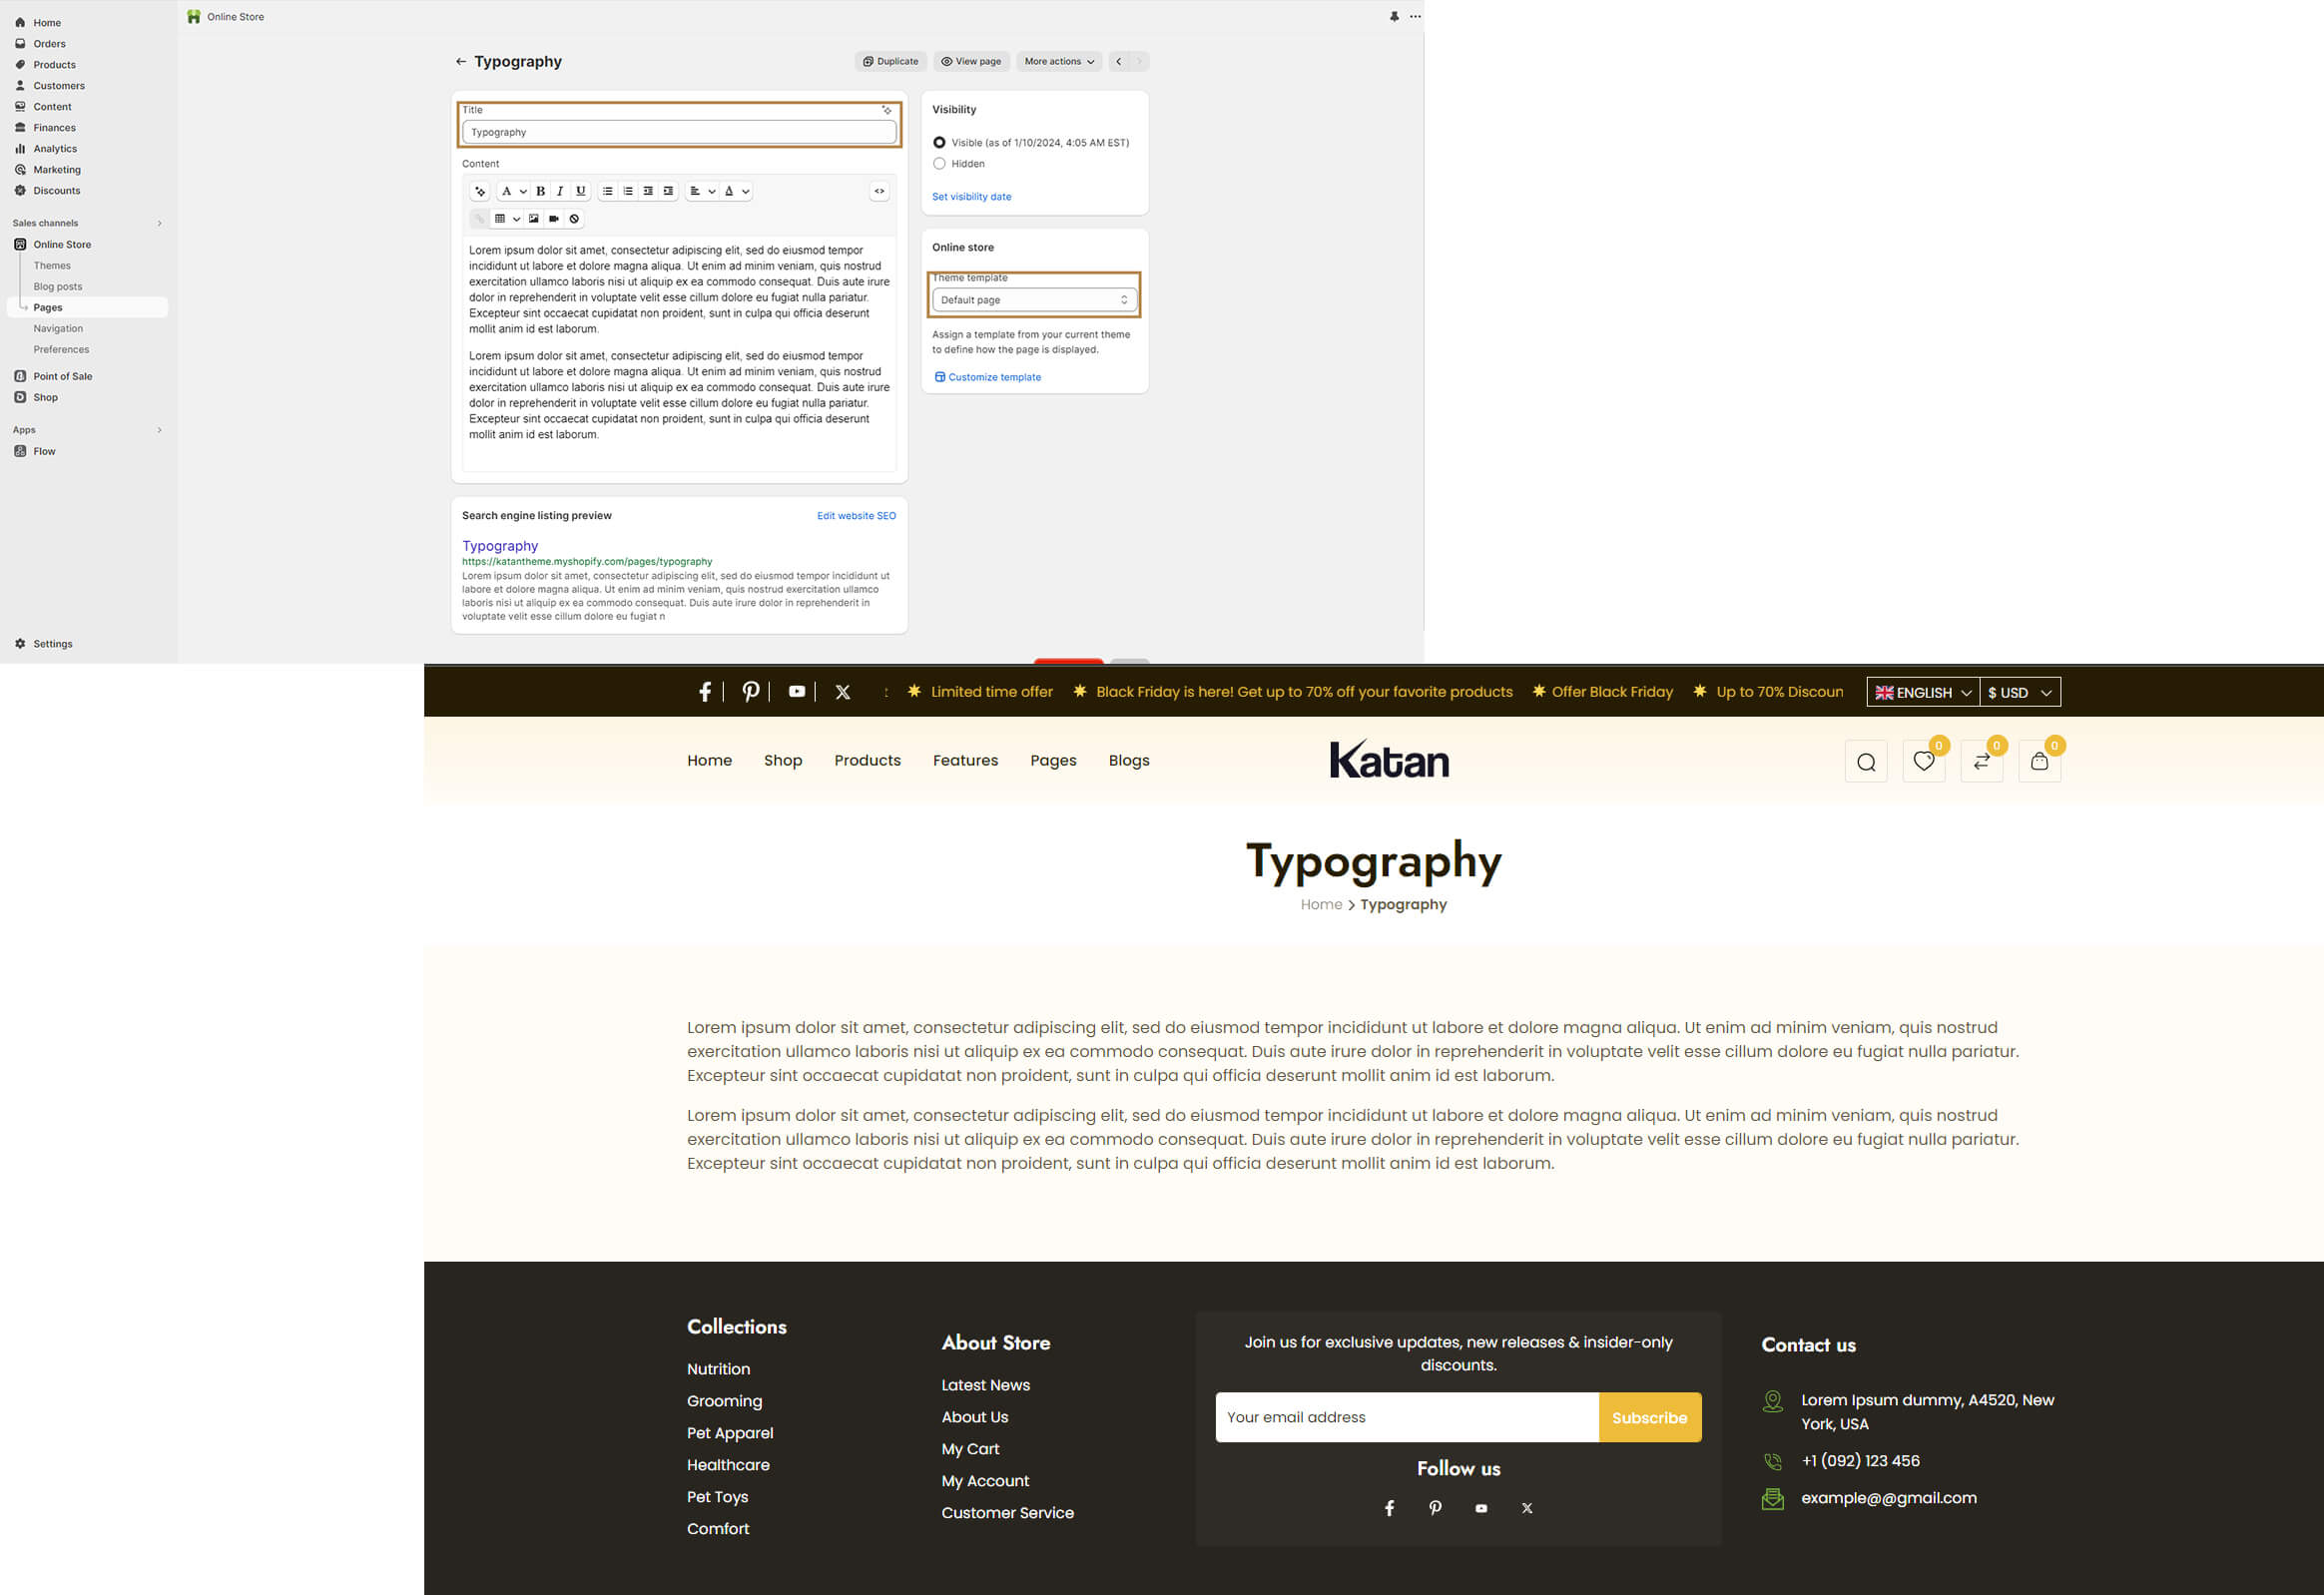 Home
Orders
Products
Customers
Content
Finances
Analytics
Marketing
Discounts
Sales channels
Online Store
Themes
Blog posts
Pages
Navigation
Preferences
Point of Sale
Shop
Apps
Flow
Settings
Online Store
Typography
Duplicate
View page
More actions
Title
Typography
Content
A B I U A
Lorem ipsum dolor sit amet, consectetur adipiscing elit, sed do eiusmod tempor
incididunt ut labore et dolore magna aliqua. Ut enim ad minim veniam, quis nostrud
exercitation ullamco laboris nisi ut aliquip ex ea commodo consequat. Duis aute irure
dolor in reprehenderit in voluptate velit esse cillum dolore eu fugiat nulla pariatur.
Excepteur sint occaecat cupidatat non proident, sunt in culpa qui officia deserunt
mollit anim id est laborum.
Lorem ipsum dolor sit amet, consectetur adipiscing elit, sed do eiusmod tempor
incididunt ut labore et dolore magna aliqua. Ut enim ad minim veniam, quis nostrud
exercitation ullamco laboris nisi ut aliquip ex ea commodo consequat. Duis aute irure
dolor in reprehenderit in voluptate velit esse cillum dolore eu fugiat nulla pariatur.
Excepteur sint occaecat cupidatat non proident, sunt in culpa qui officia deserunt
mollit anim id est laborum.
Search engine listing preview
Edit website SEO
Typography
https://katantheme.myshopify.com/pages/typography
Lorem ipsum dolor sit amet, consectetur adipiscing elit, sed do eiusmod tempor incididunt ut
labore et dolore magna aliqua. Ut enim ad minim veniam, quis nostrud exercitation ullamco
laboris nisi ut aliquip ex ea commodo consequat. Duis aute irure dolor in reprehenderit in
voluptate velit esse cillum dolore eu fugiat n
Visibility
Visible (as of 1/10/2024, 4:05 AM EST)
Hidden
Set visibility date
Online store
Theme template
Default page
Assign a template from your current theme
to define how the page is displayed.
Customize template
Limited time offer
Black Friday is here! Get up to 70% off your favorite products
Offer Black Friday
Up to 70% Discoun
ENGLISH
$ USD
Home
Shop
Products
Features
Pages
Blogs
Katan
0
0
0
Typography
Home > Typography
Lorem ipsum dolor sit amet, consectetur adipiscing elit, sed do eiusmod tempor incididunt ut labore et dolore magna aliqua. Ut enim ad minim veniam, quis nostrud
exercitation ullamco laboris nisi ut aliquip ex ea commodo consequat. Duis aute irure dolor in reprehenderit in voluptate velit esse cillum dolore eu fugiat nulla pariatur.
Excepteur sint occaecat cupidatat non proident, sunt in culpa qui officia deserunt mollit anim id est laborum.
Lorem ipsum dolor sit amet, consectetur adipiscing elit, sed do eiusmod tempor incididunt ut labore et dolore magna aliqua. Ut enim ad minim veniam, quis nostrud
exercitation ullamco laboris nisi ut aliquip ex ea commodo consequat. Duis aute irure dolor in reprehenderit in voluptate velit esse cillum dolore eu fugiat nulla pariatur.
Excepteur sint occaecat cupidatat non proident, sunt in culpa qui officia deserunt mollit anim id est laborum.
Collections
Nutrition
Grooming
Pet Apparel
Healthcare
Pet Toys
Comfort
About Store
Latest News
About Us
My Cart
My Account
Customer Service
Join us for exclusive updates, new releases & insider-only
discounts.
Your email address
Subscribe
Follow us
Contact us
Lorem Ipsum dummy, A4520, New
York, USA
+1 (092) 123 456
example@@gmail.com